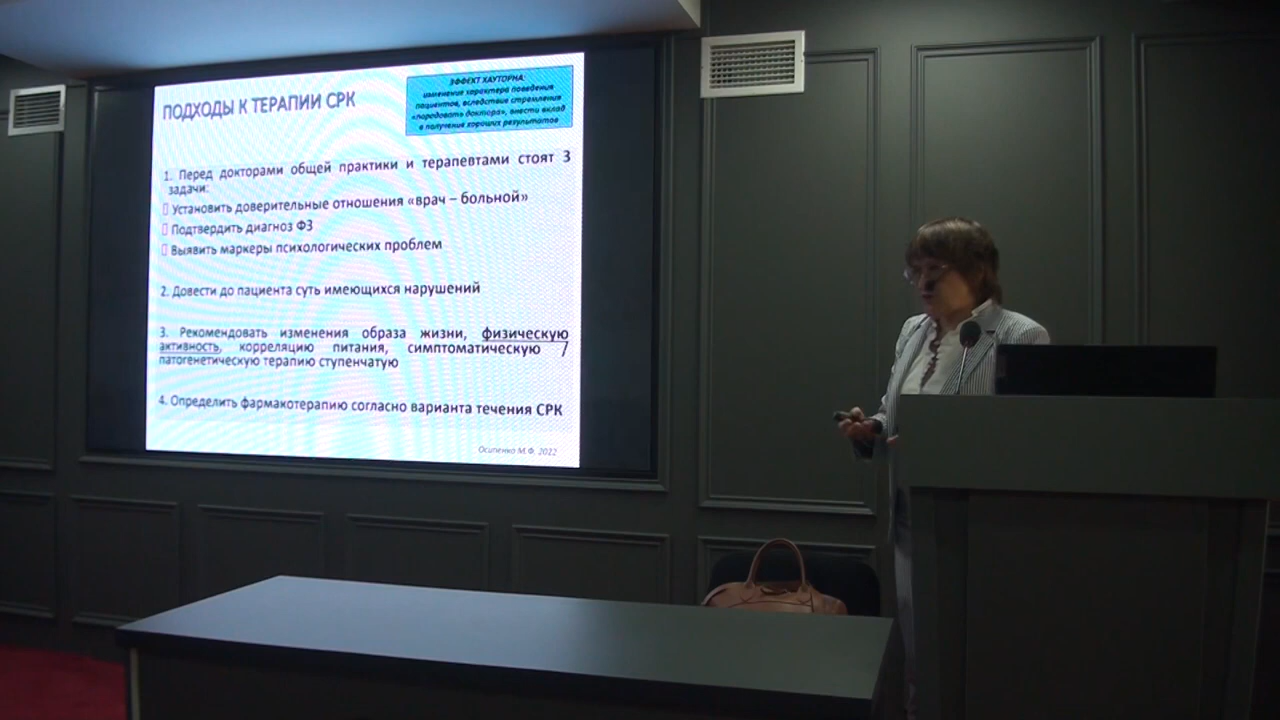 ПОДХОДЫ К ТЕРАПИИ СРК
ЭФФЕКТ ХАУТОРНА:
изменение характера поведения
пациентов, вследствие стремления
«порадовать доктора», внести вклад
в получение хороших результатов
1. Перед докторами общей практики и терапевтами стоят 3
задачи:
Установить доверительные отношения «врач – больной»
Подтвердить диагноз ФЗ
Выявить маркеры психологических проблем
2. Довести до пациента суть имеющихся нарушений
3. Рекомендовать изменения образа жизни, физическую
активность, корреляцию питания, симптоматическую /
патогенетическую терапию ступенчатую
4. Определить фармакотерапию согласно варианта течения СРК
Осипенко М.Ф. 2022